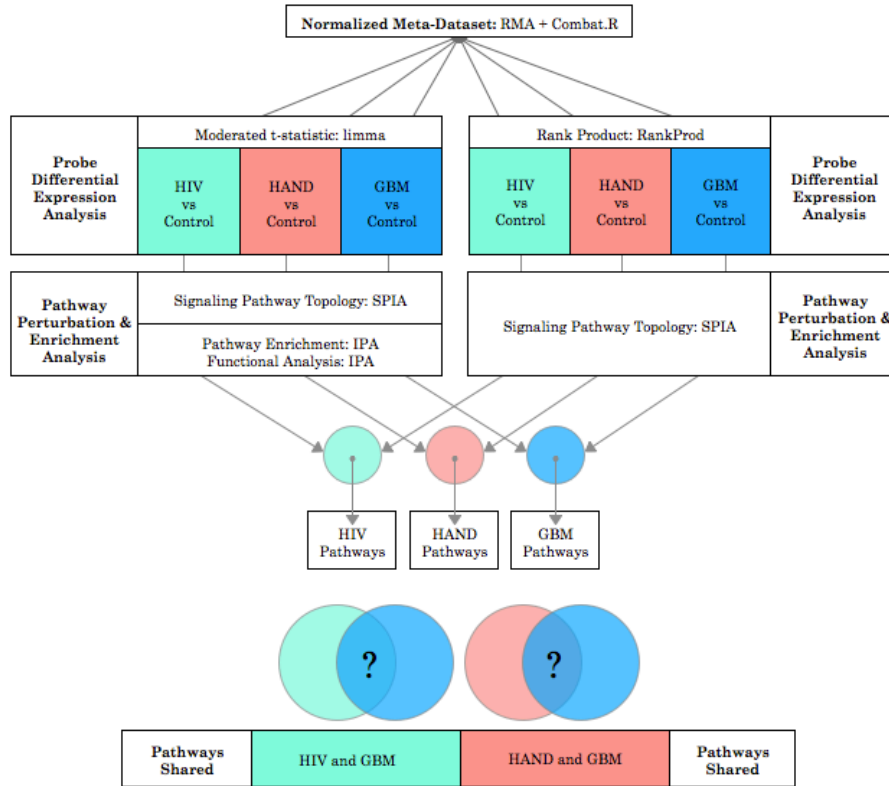 Normalized Meta-Dataset: RMA + Combat.R
Probe
Differential
Expression
Analysis
Moderated t-statistic: limma
HIV
vs
Control
HAND
vs
Control
GBM
vs
Control
Rank Product: RankProd
HIV
vs
Control
HAND
vs
Control
GBM
vs
Control
Probe
Differential
Expression
Analysis
Pathway
Perturbation &
Enrichment
Analysis
Signaling Pathway Topology: SPIA
Pathway Enrichment: IPA
Functional Analysis: IPA
Signaling Pathway Topology: SPIA
Pathway
Perturbation &
Enrichment
Analysis
HIV
Pathways
HAND
Pathways
GBM
Pathways
?
?
Pathways
Shared
HIV and GBM
HAND and GBM
Pathways
Shared